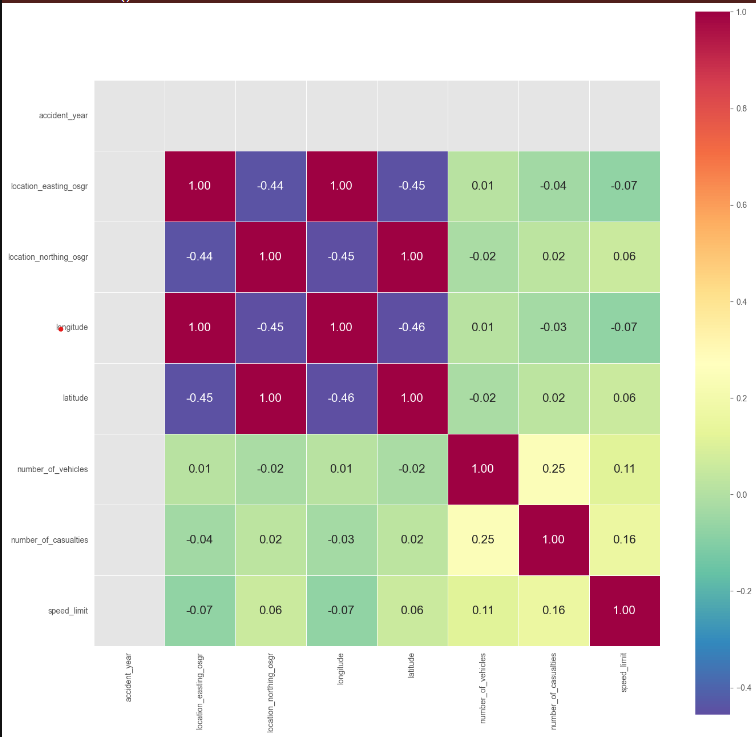 ()
1.0
accident_year
0.8
location_easting_osgr 1.00 -0.44 1.00 -0.45 0.01 -0.04 -0.07
0.6
location_northing_osgr -0.44 1.00 -0.45 1.00 -0.02 0.02 0.06
0.4
longitude 1.00 -0.45 1.00 -0.46 0.01 -0.03 -0.07
0.2
latitude -0.45 1.00 -0.46 1.00 -0.02 0.02 0.06
number_of_vehicles 0.01 -0.02 0.01 -0.02 1.00 0.25 0.11
0.0
number_of_casualties -0.04 0.02 -0.03 0.02 0.25 1.00 0.16
−0.2
speed_limit -0.07 0.06 -0.07 0.06 0.11 0.16 1.00
−0.4
accident_year
location_easting_osgr
location_northing_osgr
longitude
latitude
number_of_vehicles
number_of_casualties
speed_limit